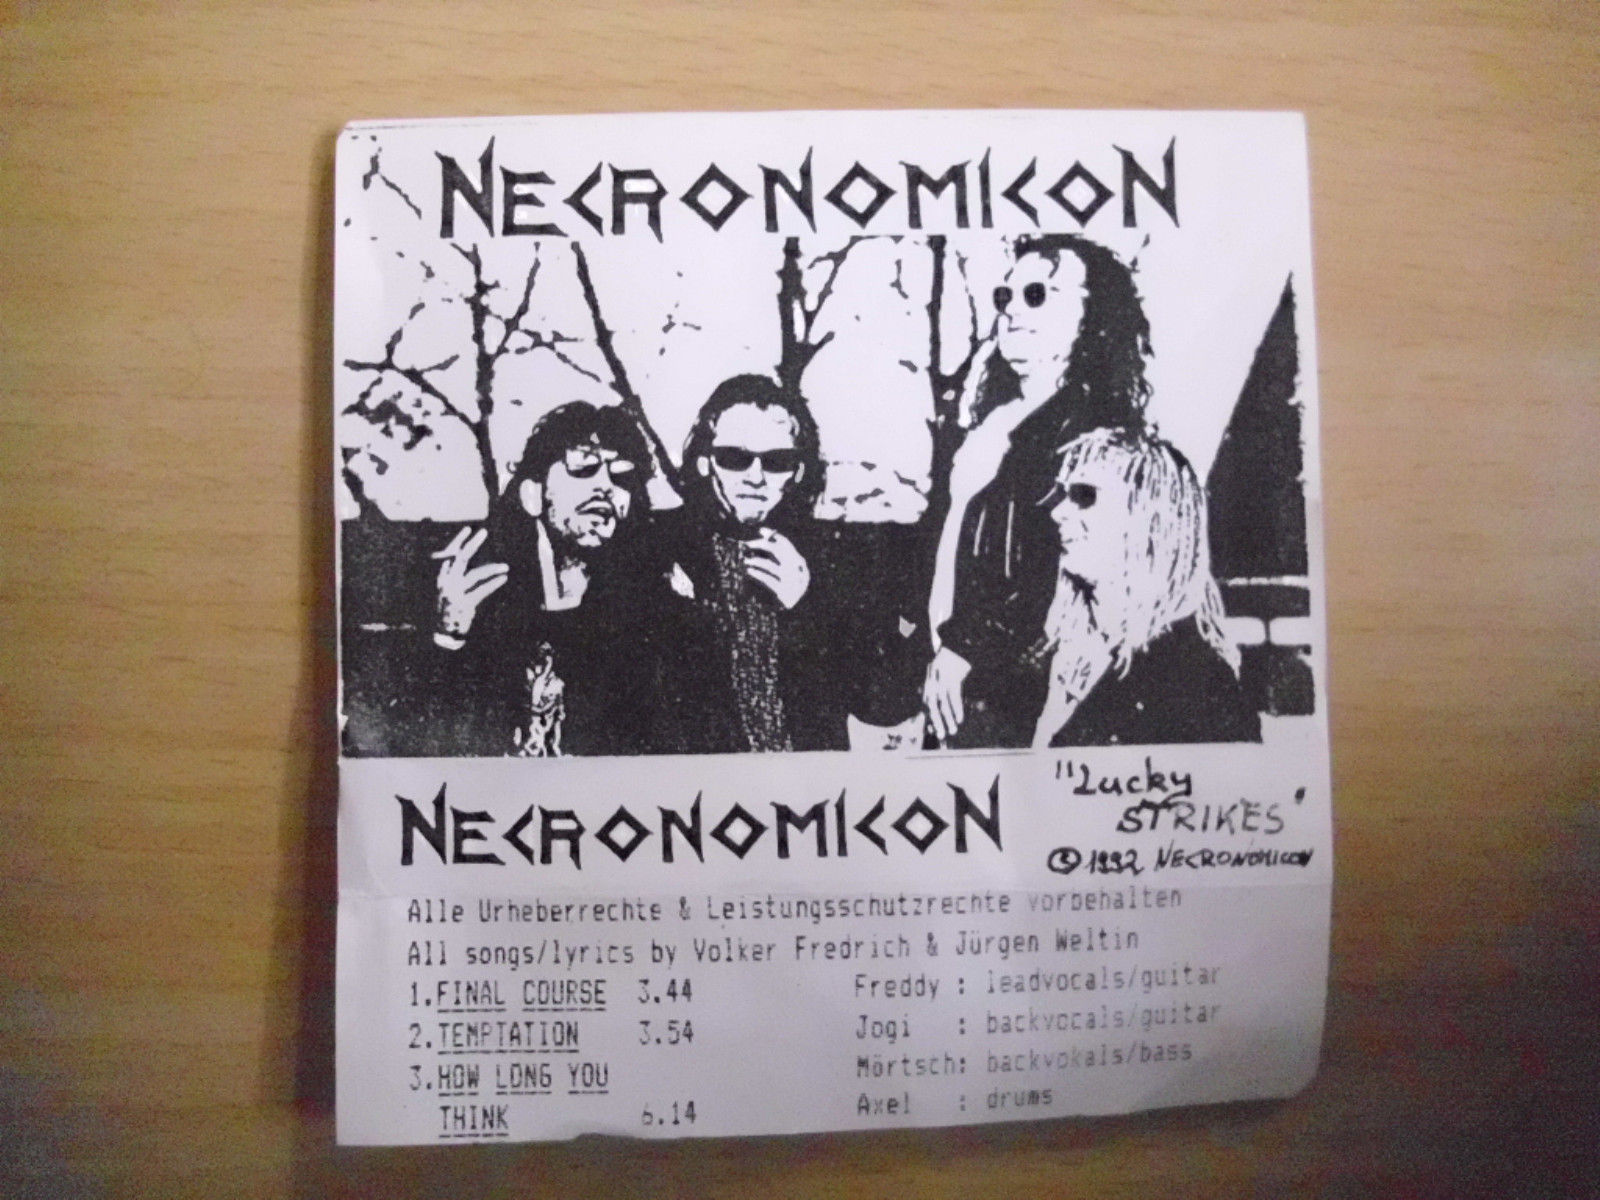 NECRONOMICON
NECRONOMICON
"Lucky
STRIKES"
© 1992 NECRONOMICON
Alle Urheberrechte & Leistungsschutzrechte vorbehalten
All songs/lyrics by Volker Fredrich & Jürgen Weltin
1.FINAL COURSE 3.44
Freddy : leadvocals/guitar
2.TEMPTATION 3.54
Jogi : backvocals/guitar
3.HOW LONG YOU
Mörtsch: backvokals/bass
THINK 6.14
Axel : drums